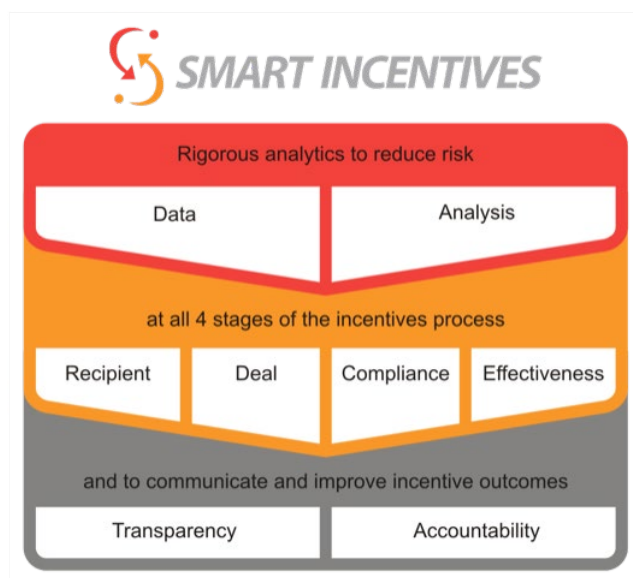 SMART INCENTIVES
Rigorous analytics to reduce risk
Data
Analysis
at all 4 stages of the incentives process
Recipient
Deal
Compliance
Effectiveness
and to communicate and improve incentive outcomes
Transparency
Accountability